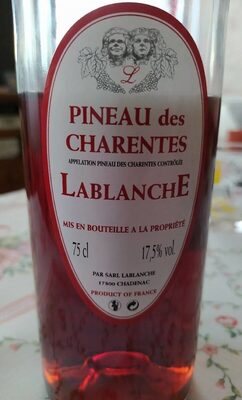 L
PINEAU des
CHARENTES
APPELLATION PINEAU DES CHARENTES CONTRÔLÉE
LABLANCHE
MIS EN BOUTEILLE A LA PROPRIÉTÉ
75 cl 17,5% vol.
PAR SARL LABLANCHE
17800 CHADENAC
PRODUCT OF FRANCE